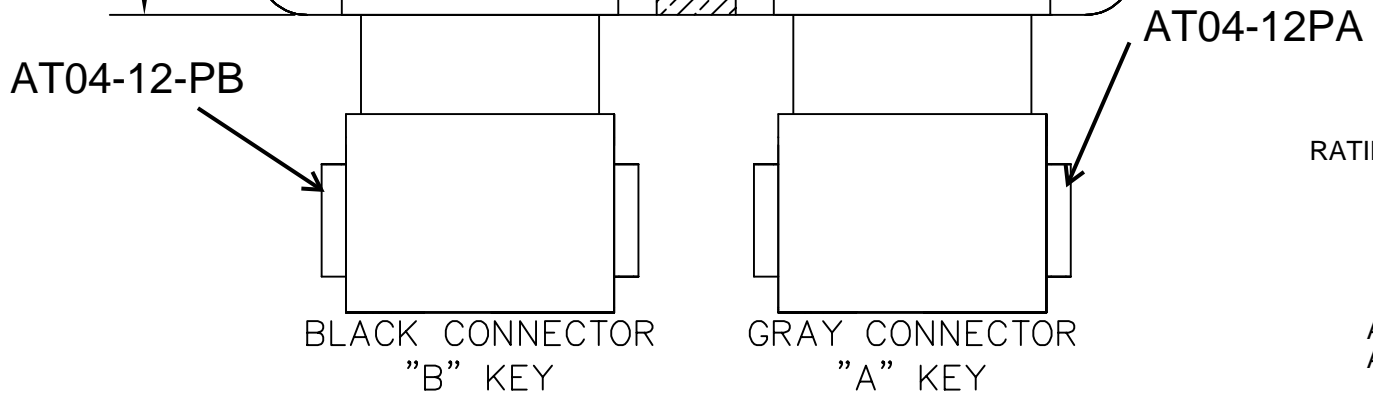 AT04-12PA
AT04-12-PB
BLACK CONNECTOR
"B" KEY
GRAY CONNECTOR
"A" KEY